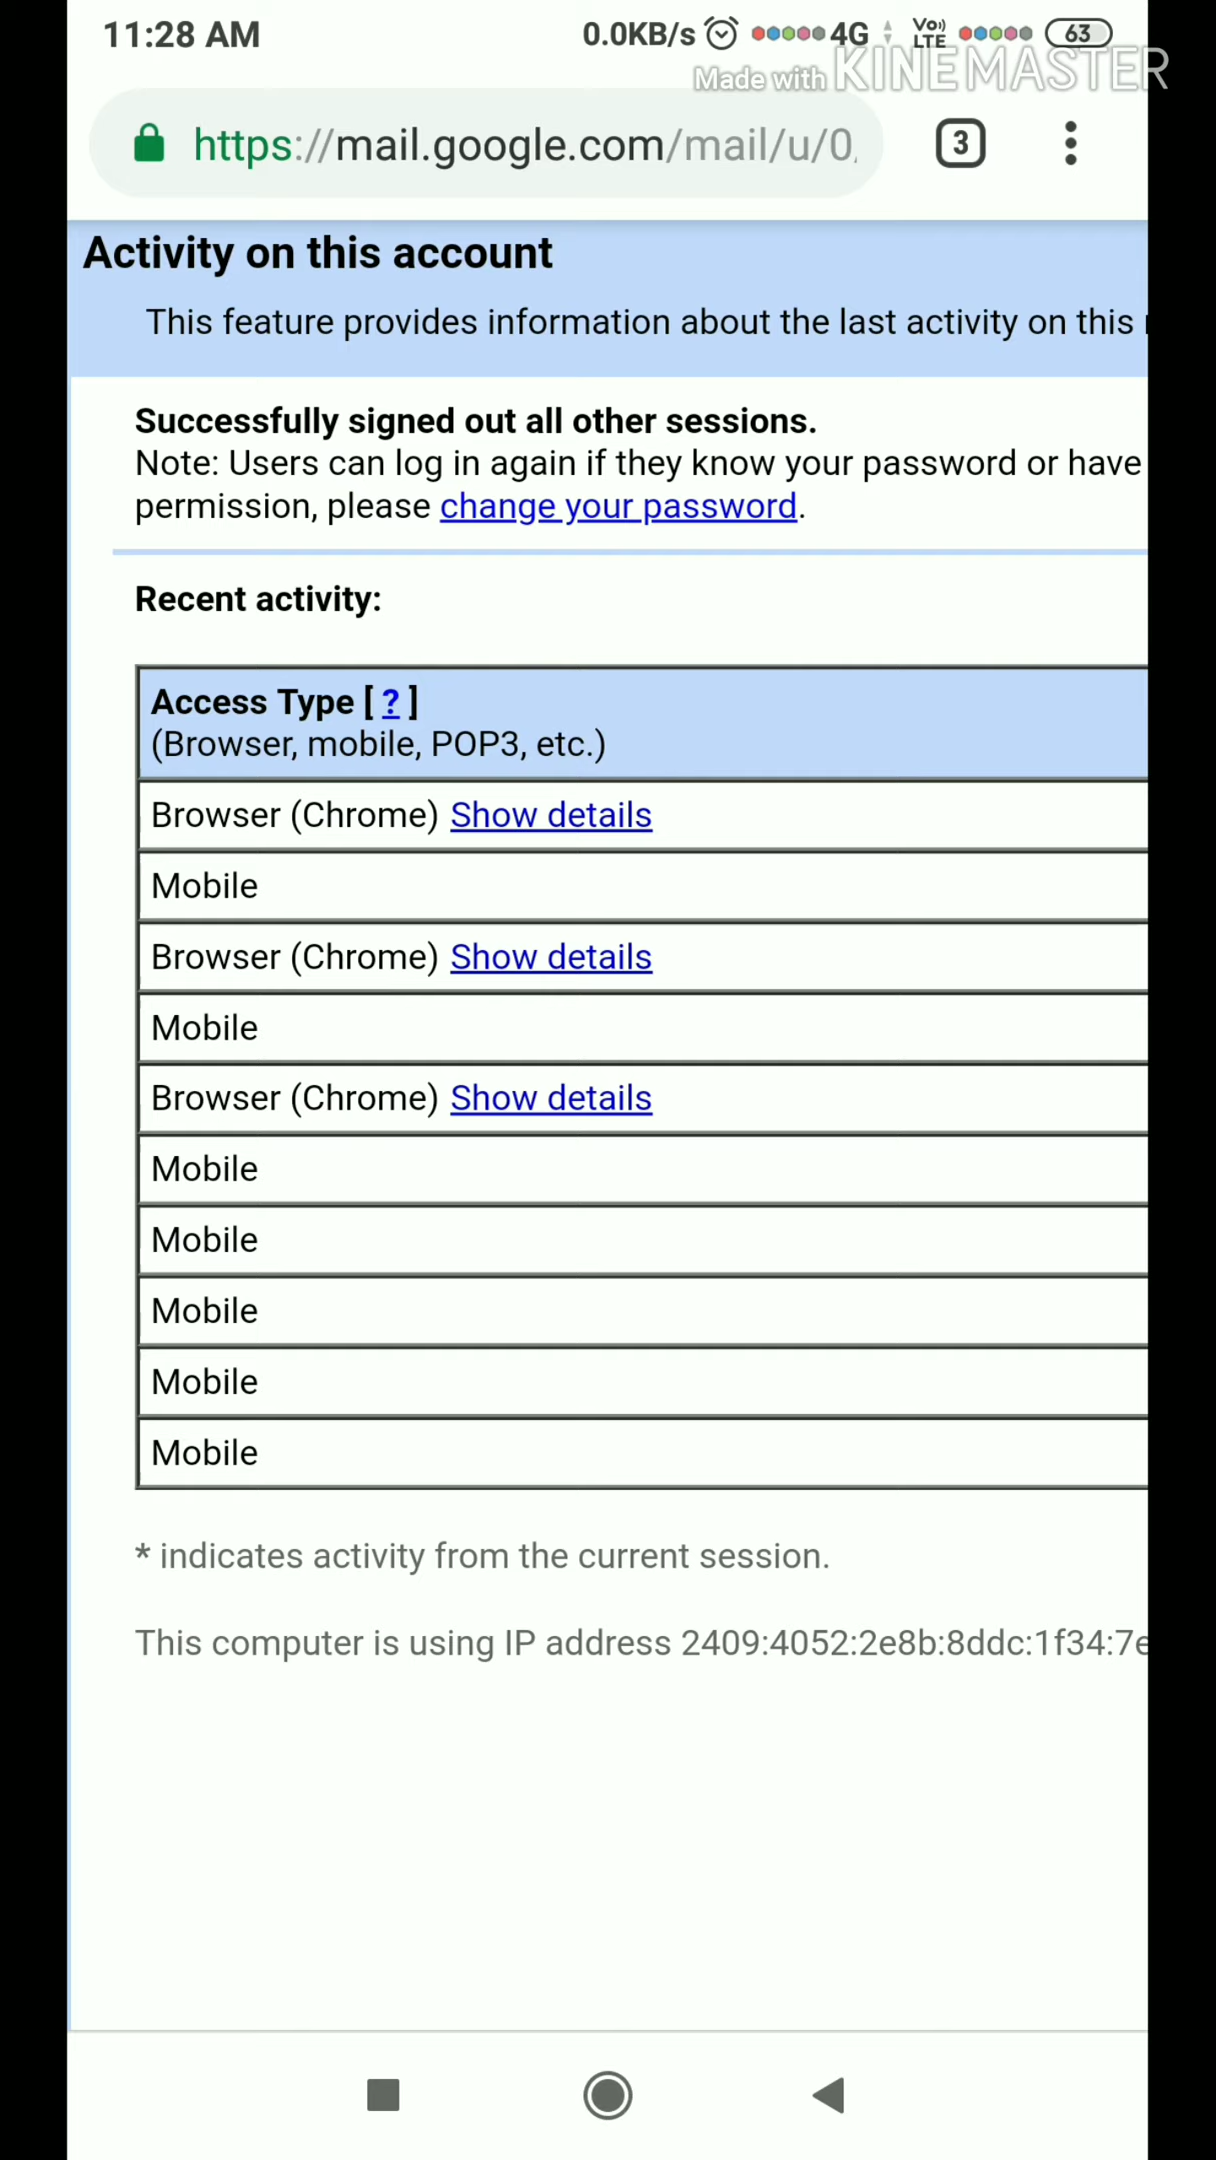 11:28 AM 0.0KB/s 4G Vo)) LTE 63
Made with KINEMASTER
https://mail.google.com/mail/u/0 3
Activity on this account
This feature provides information about the last activity on this
Successfully signed out all other sessions.
Note: Users can log in again if they know your password or have
permission, please change your password.
Recent activity:
Access Type [ ? ]
(Browser, mobile, POP3, etc.)
Browser (Chrome) Show details
Mobile
Browser (Chrome) Show details
Mobile
Browser (Chrome) Show details
Mobile
Mobile
Mobile
Mobile
Mobile
* indicates activity from the current session.
This computer is using IP address 2409:4052:2e8b:8ddc:1f34:7e